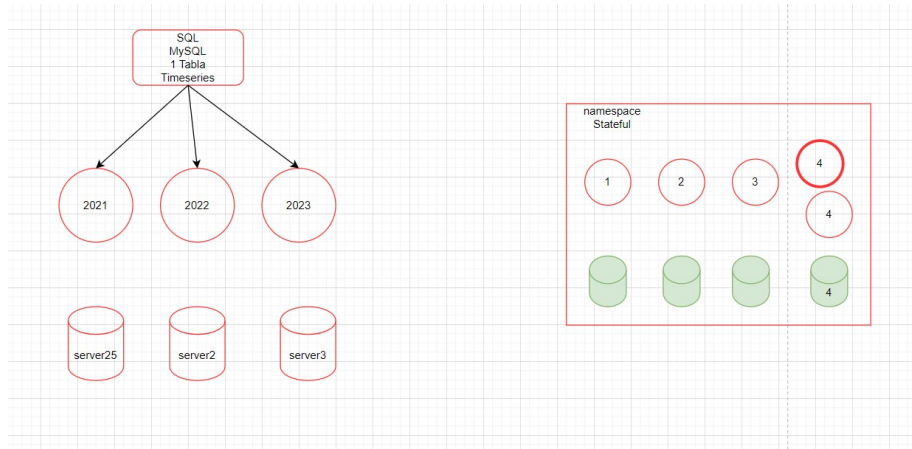 SQL
MySQL
1 Tabla
Timeseries
2021
2022
2023
server25
server2
server3
namespace
Stateful
1
2
3
4
4
4